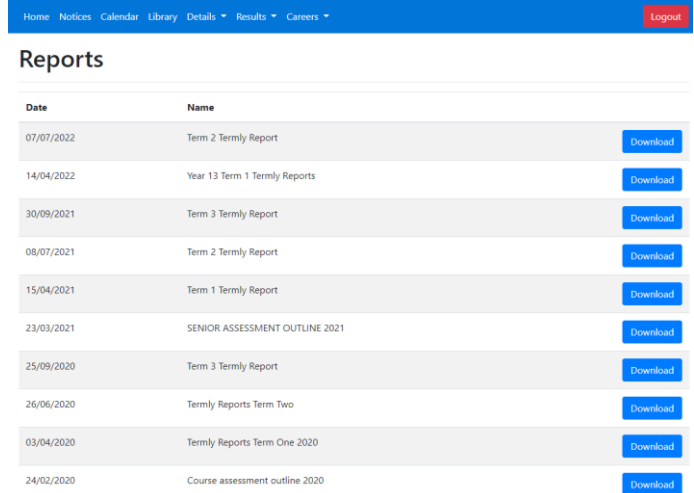 Home Notices Calendar Library Details Results Careers Logout
Reports
Date Name
07/07/2022 Term 2 Termly Report Download
14/04/2022 Year 13 Term 1 Termly Reports Download
30/09/2021 Term 3 Termly Report Download
08/07/2021 Term 2 Termly Report Download
15/04/2021 Term 1 Termly Report Download
23/03/2021 SENIOR ASSESSMENT OUTLINE 2021 Download
25/09/2020 Term 3 Termly Report Download
26/06/2020 Termly Reports Term Two Download
03/04/2020 Termly Reports Term One 2020 Download
24/02/2020 Course assessment outline 2020 Download